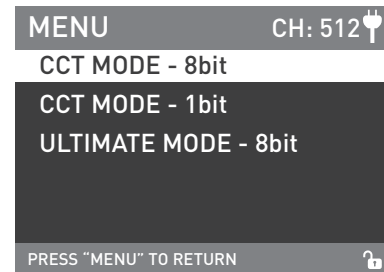 MENU CH: 512
CCT MODE - 8bit
CCT MODE - 1bit
ULTIMATE MODE - 8bit
PRESS “MENU” TO RETURN